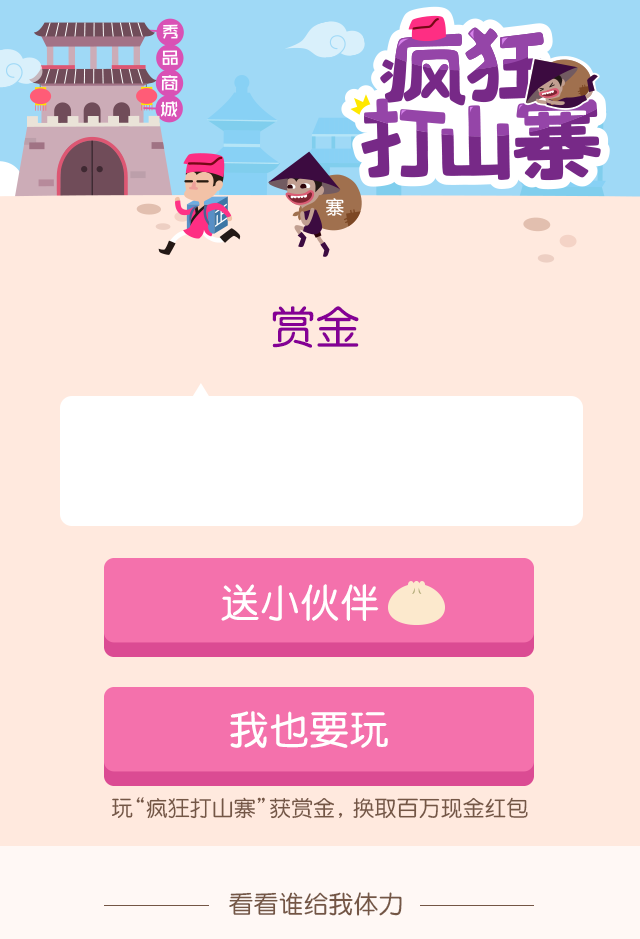 秀品商城
疯狂
打山寨
正
寨
赏金
送小伙伴
我也要玩
玩“疯狂打山寨”获赏金，换取百万现金红包
看看谁给我体力